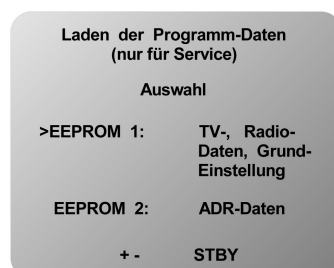 Laden der Programm-Daten
(nur für Service)
Auswahl
>EEPROM 1: TV-, Radio-
Daten, Grund-
Einstellung
EEPROM 2: ADR-Daten
+ - STBY